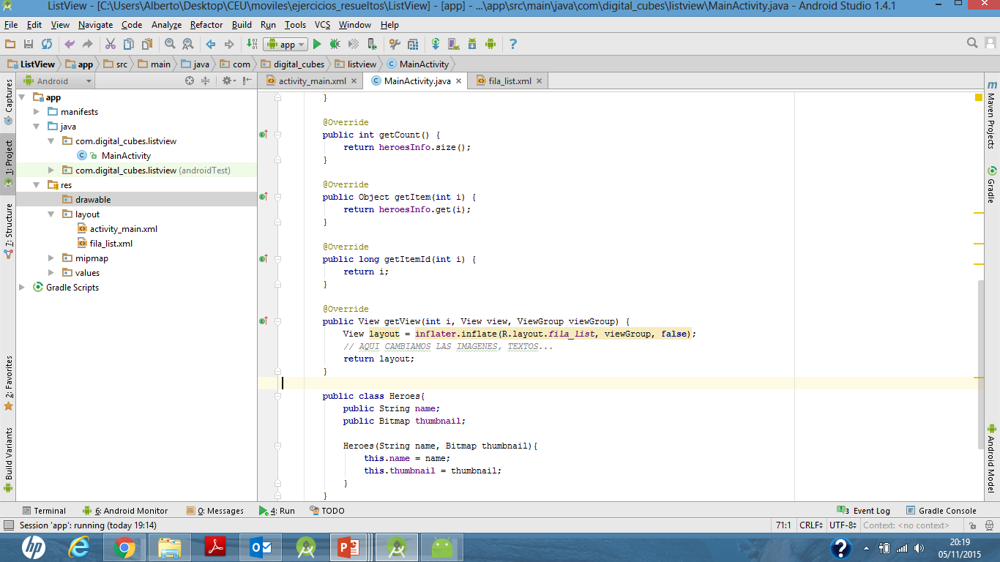 ListView - [C:\Users\Alberto\Desktop\CEU\moviles\ejercicios_resueltos\ListView] - [app] - ...\app\src\main\java\com\digital_cubes\listview\MainActivity.java - Android Studio 1.4.1
File Edit View Navigate Code Analyze Refactor Build Run Tools VCS Window Help
app
ListView app src main java com digital_cubes listview MainActivity
Android
activity_main.xml MainActivity.java fila_list.xml
Captures
1: Project
7: Structure
2: Favorites
Build Variants
app
manifests
java
com.digital_cubes.listview
MainActivity
com.digital_cubes.listview (androidTest)
res
drawable
layout
activity_main.xml
fila_list.xml
mipmap
values
Gradle Scripts
}
@Override
public int getCount() {
return heroesInfo.size();
}
@Override
public Object getItem(int i) {
return heroesInfo.get(i);
}
@Override
public long getItemId(int i) {
return i;
}
@Override
public View getView(int i, View view, ViewGroup viewGroup) {
View layout = inflater.inflate(R.layout.fila_list, viewGroup, false);
// AQUI CAMBIAMOS LAS IMAGENES, TEXTOS...
return layout;
}
public class Heroes{
public String name;
public Bitmap thumbnail;
Heroes(String name, Bitmap thumbnail){
this.name = name;
this.thumbnail = thumbnail;
}
}
Maven Projects
Gradle
Android Model
Terminal 6: Android Monitor 0: Messages 4: Run TODO 3 Event Log Gradle Console
Session 'app': running (today 19:14) 71:1 CRLF UTF-8 Context: <no context>
20:19
05/11/2015